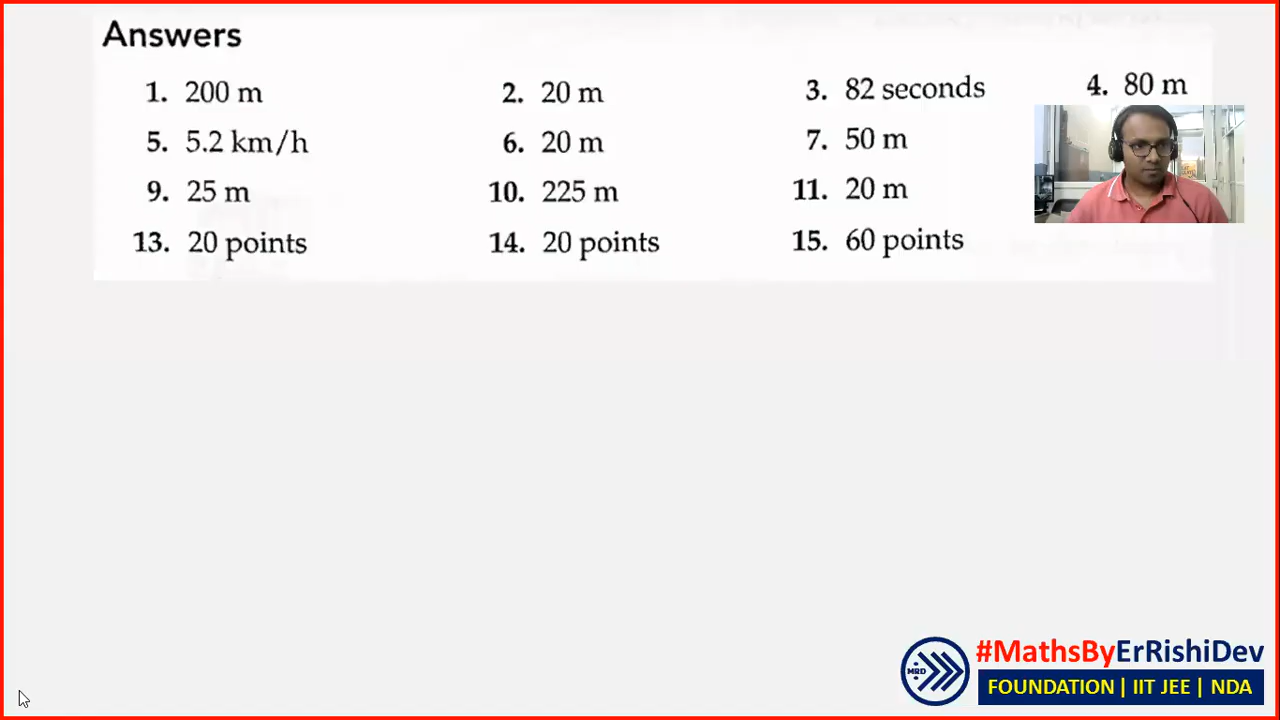 Answers
1. 200 m 2. 20 m 3. 82 seconds 4. 80 m
5. 5.2 km/h 6. 20 m 7. 50 m
9. 25 m 10. 225 m 11. 20 m
13. 20 points 14. 20 points 15. 60 points
#MathsByErRishiDev
MRD
FOUNDATION | IIT JEE | NDA